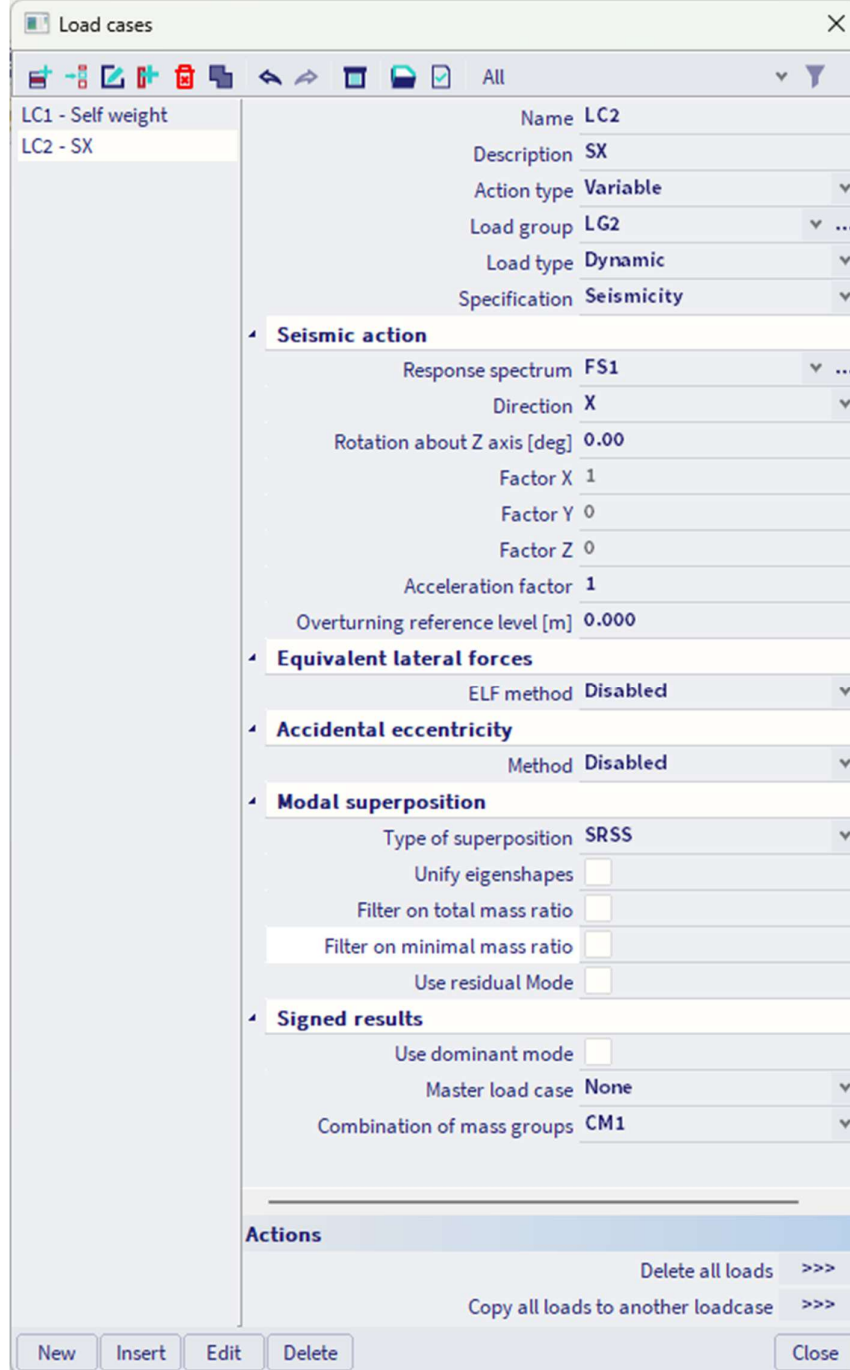 Load cases
All
LC1 - Self weight
LC2 - SX
Name LC2
Description SX
Action type Variable
Load group LG2 ...
Load type Dynamic
Specification Seismicity
Seismic action
Response spectrum FS1 ...
Direction X
Rotation about Z axis [deg] 0.00
Factor X 1
Factor Y 0
Factor Z 0
Acceleration factor 1
Overturning reference level [m] 0.000
Equivalent lateral forces
ELF method Disabled
Accidental eccentricity
Method Disabled
Modal superposition
Type of superposition SRSS
Unify eigenshapes
Filter on total mass ratio
Filter on minimal mass ratio
Use residual Mode
Signed results
Use dominant mode
Master load case None
Combination of mass groups CM1
Actions
Delete all loads >>>
Copy all loads to another loadcase >>>
New Insert Edit Delete Close